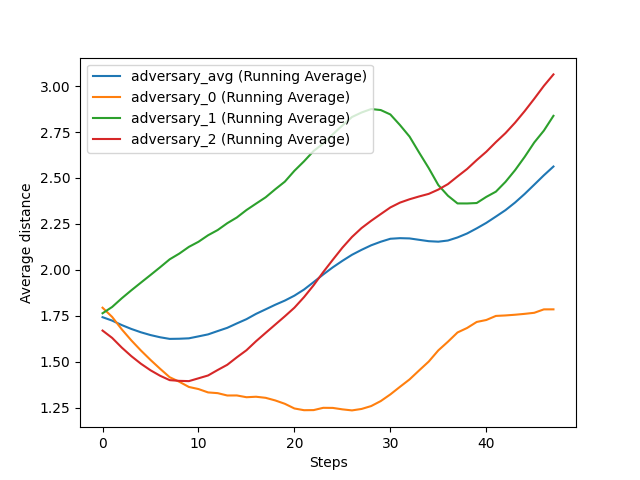 adversary_avg (Running Average)
adversary_0 (Running Average)
adversary_1 (Running Average)
adversary_2 (Running Average)
3.00
2.75
2.50
2.25
2.00
1.75
1.50
1.25
Average distance
0 10 20 30 40
Steps